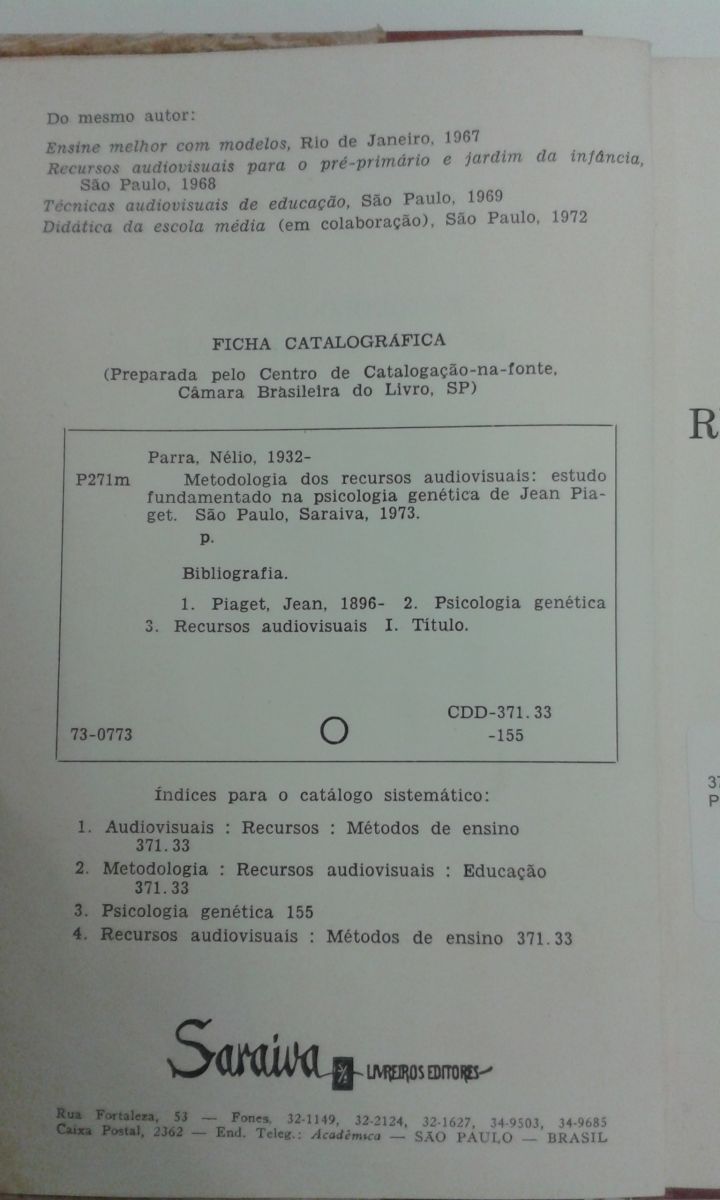 Do mesmo autor:
Ensine melhor com modelos, Rio de Janeiro, 1967
Recursos audiovisuais para o pré-primário e jardim da infância,
São Paulo, 1968
Técnicas audiovisuais de educação, São Paulo, 1969
Didática da escola média (em colaboração), São Paulo, 1972
FICHA CATALOGRÁFICA
(Preparada pelo Centro de Catalogação-na-fonte,
Câmara Brasileira do Livro, SP)
Parra, Nélio, 1932-
P271m Metodologia dos recursos audiovisuais: estudo
fundamentado na psicologia genética de Jean Pia-
get. São Paulo, Saraiva, 1973.
p.
Bibliografia.
1. Piaget, Jean, 1896- 2. Psicologia genética
3. Recursos audiovisuais I. Título.
CDD-371.33
73-0773 -155
Índices para o catálogo sistemático:
1. Audiovisuais : Recursos : Métodos de ensino
371.33
2. Metodologia : Recursos audiovisuais : Educação
371.33
3. Psicologia genética 155
4. Recursos audiovisuais : Métodos de ensino 371.33
Saraiva LIVREIROS EDITORES
Rua Fortaleza, 53 — Fones, 32-1149, 32-2124, 32-1627, 34-9503, 34-9685
Caixa Postal, 2362 — End. Teleg.: Acadêmica — SÃO PAULO — BRASIL
R
37
P